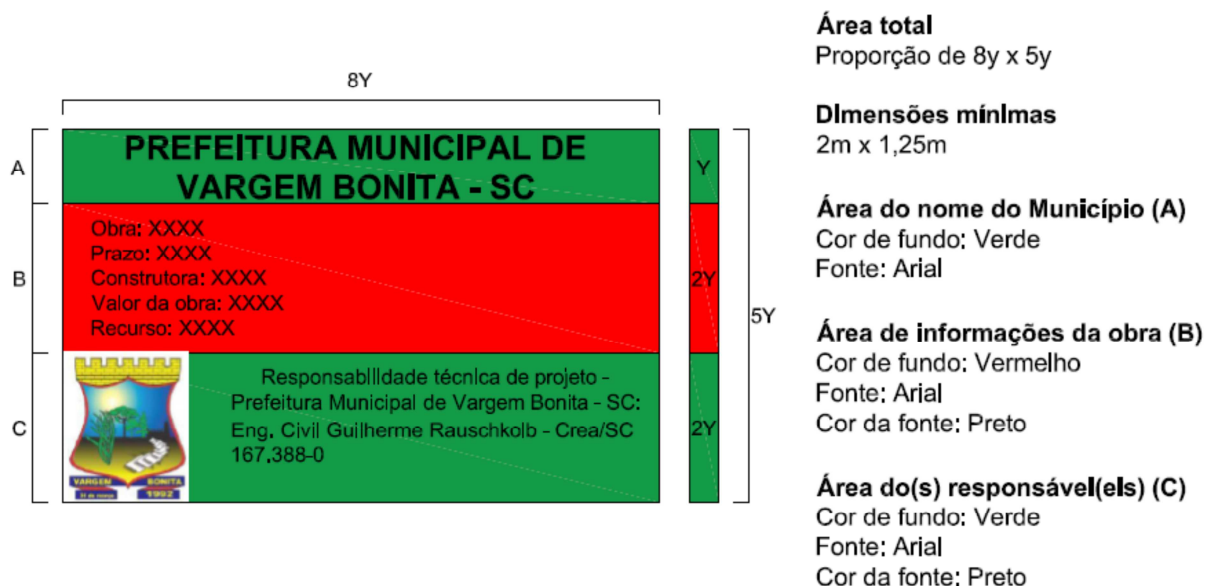 8Y
A
B
C
PREFEITURA MUNICIPAL DE
VARGEM BONITA - SC
Obra: XXXX
Prazo: XXXX
Construtora: XXXX
Valor da obra: XXXX
Recurso: XXXX
Responsabilidade técnica de projeto -
Prefeitura Municipal de Vargem Bonita - SC:
Eng. Civil Guilherme Rauschkolb - Crea/SC
167.388-0
VARGEM BONITA
1992
Y
2Y
2Y
5Y
Área total
Proporção de 8y x 5y
Dimensões mínimas
2m x 1,25m
Área do nome do Município (A)
Cor de fundo: Verde
Fonte: Arial
Área de informações da obra (B)
Cor de fundo: Vermelho
Fonte: Arial
Cor da fonte: Preto
Área do(s) responsável(eis) (C)
Cor de fundo: Verde
Fonte: Arial
Cor da fonte: Preto